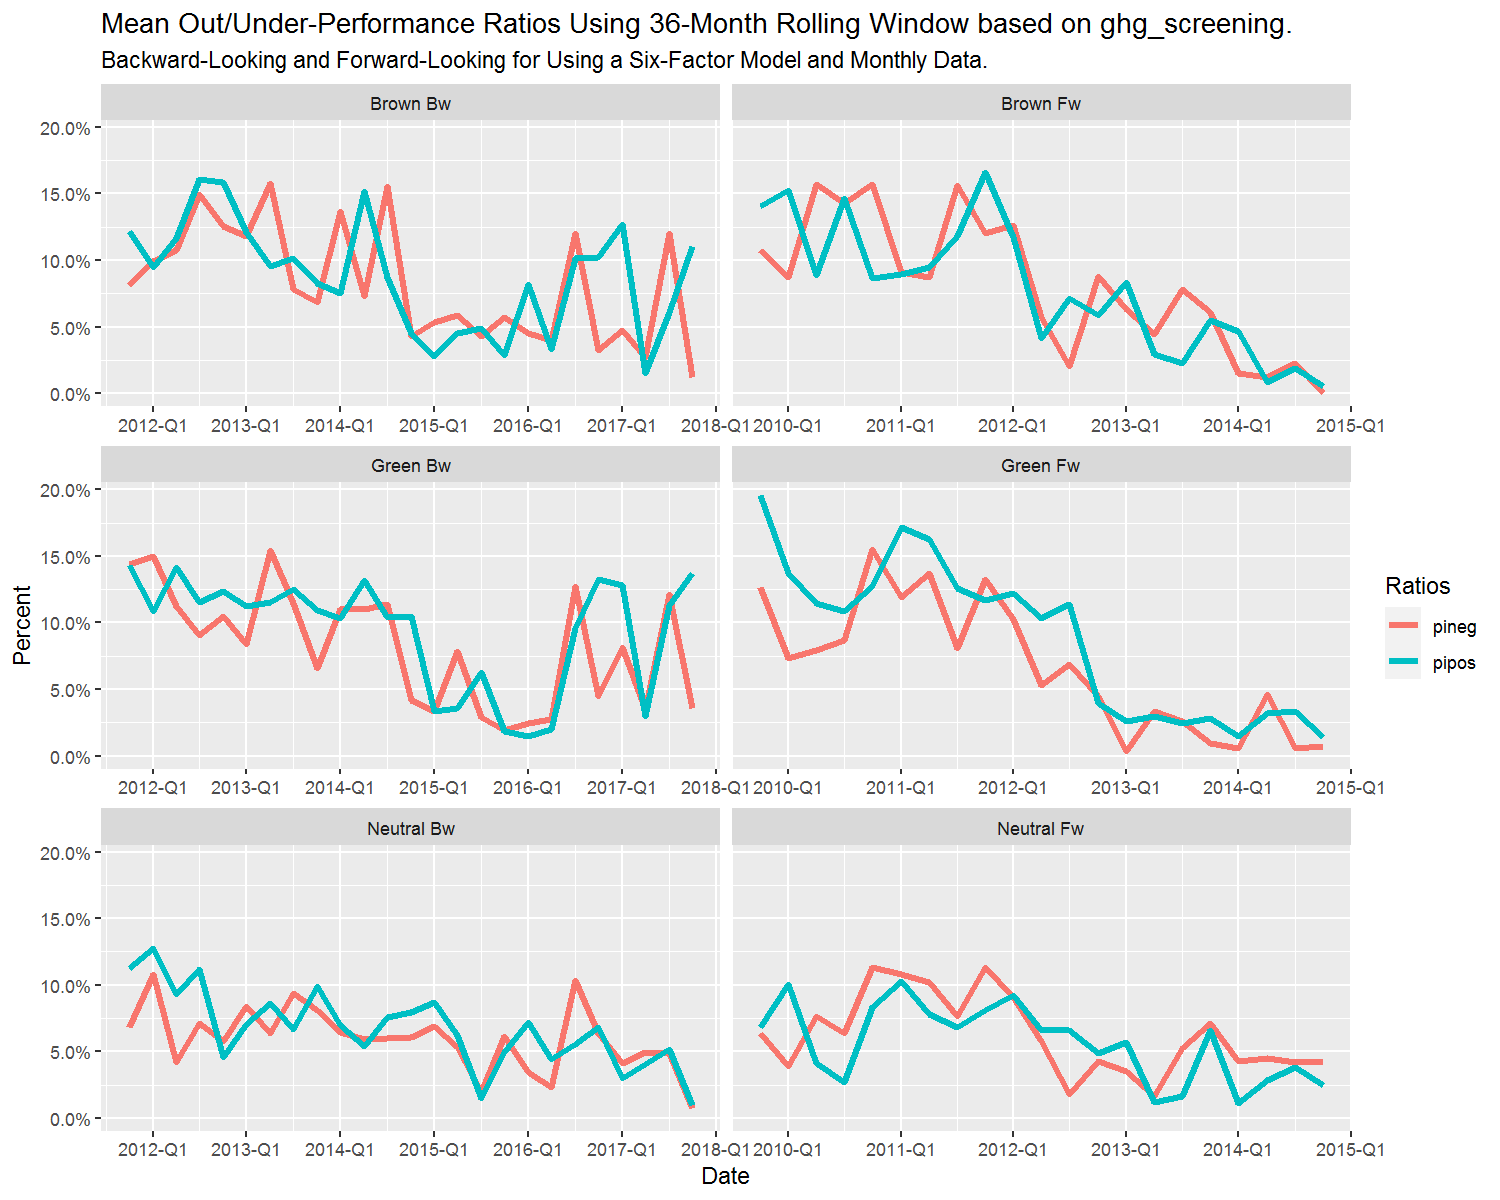 Mean Out/Under-Performance Ratios Using 36-Month Rolling Window based on ghg_screening.
Backward-Looking and Forward-Looking for Using a Six-Factor Model and Monthly Data.
Brown Bw
Brown Fw
20.0%
15.0%
10.0%
5.0%
0.0%
2012-Q1 2013-Q1 2014-Q1 2015-Q1 2016-Q1 2017-Q1 2018-Q1
2010-Q1 2011-Q1 2012-Q1 2013-Q1 2014-Q1 2015-Q1
Green Bw
Green Fw
20.0%
15.0%
10.0%
5.0%
0.0%
2012-Q1 2013-Q1 2014-Q1 2015-Q1 2016-Q1 2017-Q1 2018-Q1
2010-Q1 2011-Q1 2012-Q1 2013-Q1 2014-Q1 2015-Q1
Neutral Bw
Neutral Fw
20.0%
15.0%
10.0%
5.0%
0.0%
2012-Q1 2013-Q1 2014-Q1 2015-Q1 2016-Q1 2017-Q1 2018-Q1
2010-Q1 2011-Q1 2012-Q1 2013-Q1 2014-Q1 2015-Q1
Percent
Date
Ratios
pineg
pipos